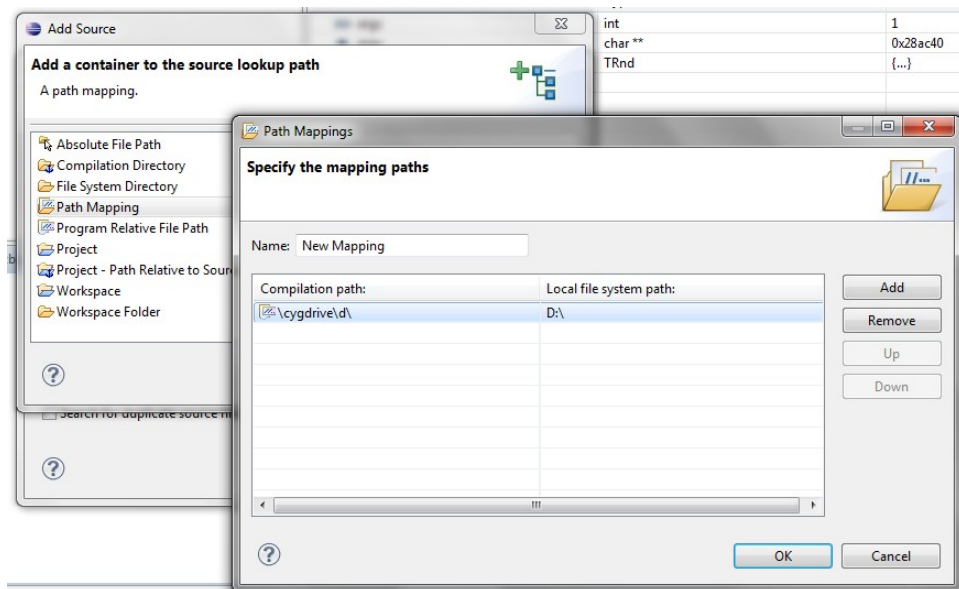 Add Source
int 1
char ** 0x28ac40
TRnd {...}
Add a container to the source lookup path
A path mapping.
Absolute File Path
Compilation Directory
File System Directory
Path Mapping
Program Relative File Path
Project
Project - Path Relative to Sour
Workspace
Workspace Folder
Path Mappings
Specify the mapping paths
//...
Name: New Mapping
Compilation path: Local file system path:
\cygdrive\d\ D:\
Add
Remove
Up
Down
OK Cancel